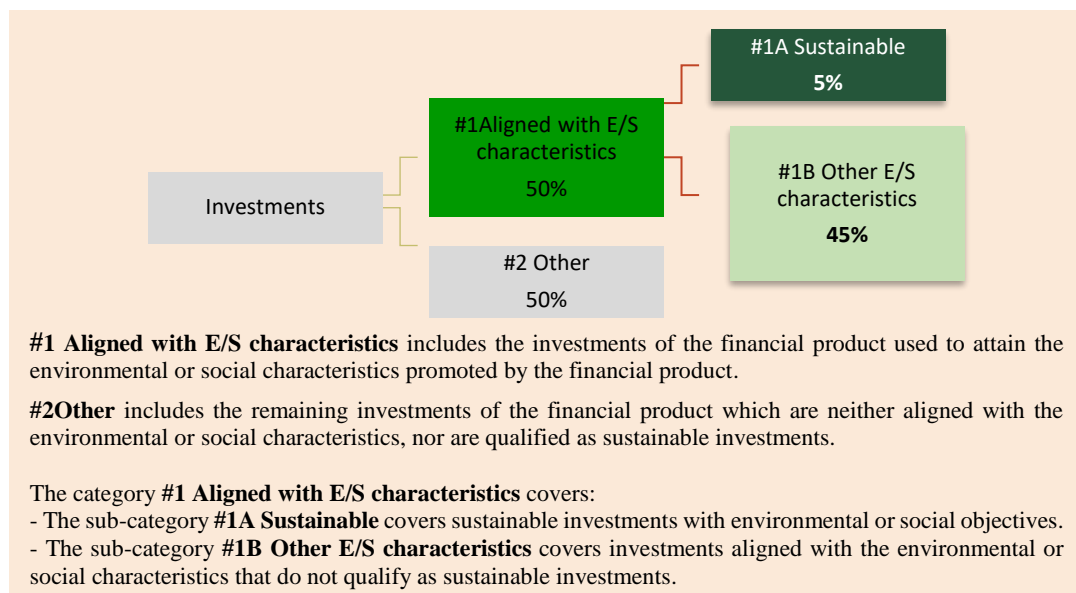 #1A Sustainable
5%
#1Aligned with E/S
characteristics
50%
#1B Other E/S
characteristics
45%
Investments
#2 Other
50%
#1 Aligned with E/S characteristics includes the investments of the financial product used to attain the
environmental or social characteristics promoted by the financial product.
#2Other includes the remaining investments of the financial product which are neither aligned with the
environmental or social characteristics, nor are qualified as sustainable investments.
The category #1 Aligned with E/S characteristics covers:
- The sub-category #1A Sustainable covers sustainable investments with environmental or social objectives.
- The sub-category #1B Other E/S characteristics covers investments aligned with the environmental or
social characteristics that do not qualify as sustainable investments.